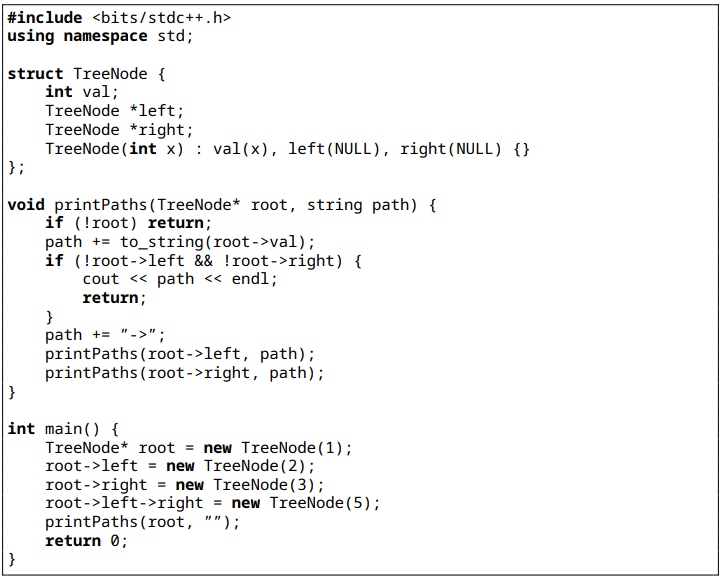 #include <bits/stdc++.h>
using namespace std;

struct TreeNode {
    int val;
    TreeNode *left;
    TreeNode *right;
    TreeNode(int x) : val(x), left(NULL), right(NULL) {}
};

void printPaths(TreeNode* root, string path) {
    if (!root) return;
    path += to_string(root->val);
    if (!root->left && !root->right) {
        cout << path << endl;
        return;
    }
    path += "->";
    printPaths(root->left, path);
    printPaths(root->right, path);
}

int main() {
    TreeNode* root = new TreeNode(1);
    root->left = new TreeNode(2);
    root->right = new TreeNode(3);
    root->left->right = new TreeNode(5);
    printPaths(root, "");
    return 0;
}